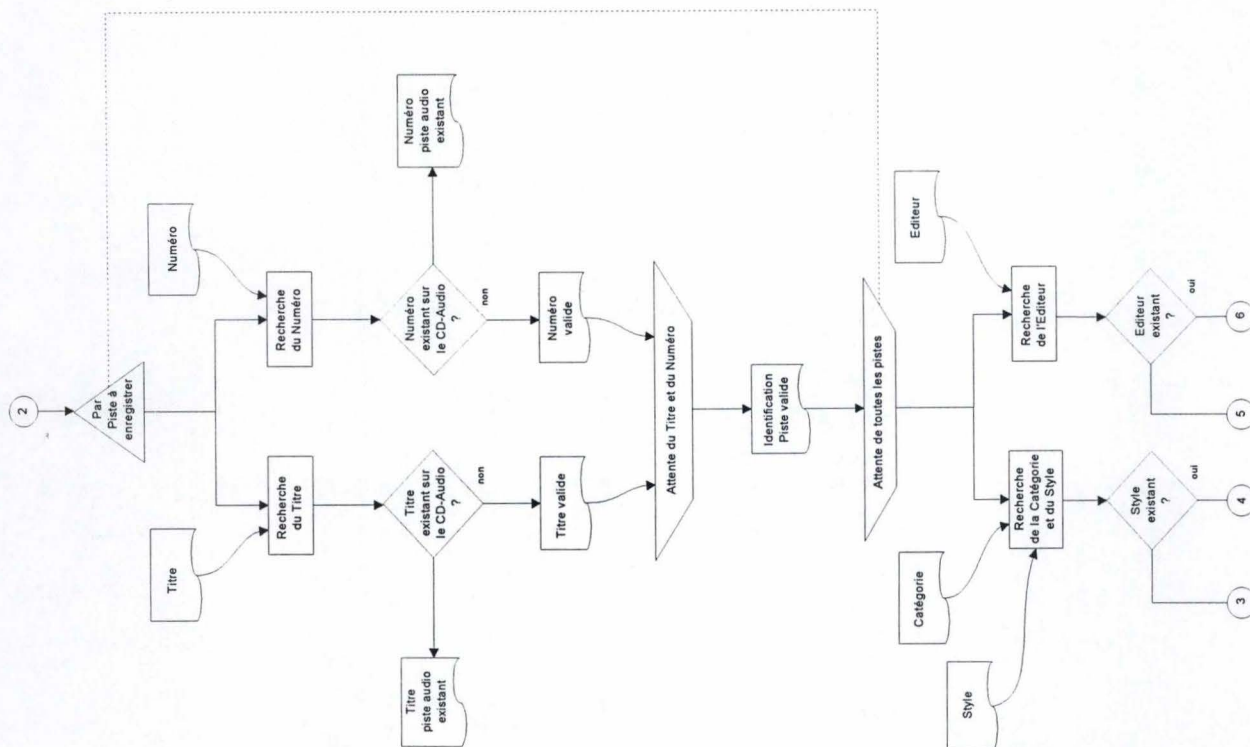 2
Par
Piste à
enregistrer
Titre
Numéro
Recherche
du Titre
Recherche
du Numéro
Titre
piste audio
existant
Titre
existant sur
le CD-Audio
?
non
Numéro
existant sur
le CD-Audio
?
non
Numéro
piste audio
existant
Titre valide
Numéro
valide
Attente du Titre et du Numéro
Identification
Piste valide
Attente de toutes les pistes
Style
Catégorie
Editeur
Recherche
de la Catégorie
et du Style
Recherche
de l'Editeur
Style
existant
?
oui
Editeur
existant
?
oui
3
4
5
6